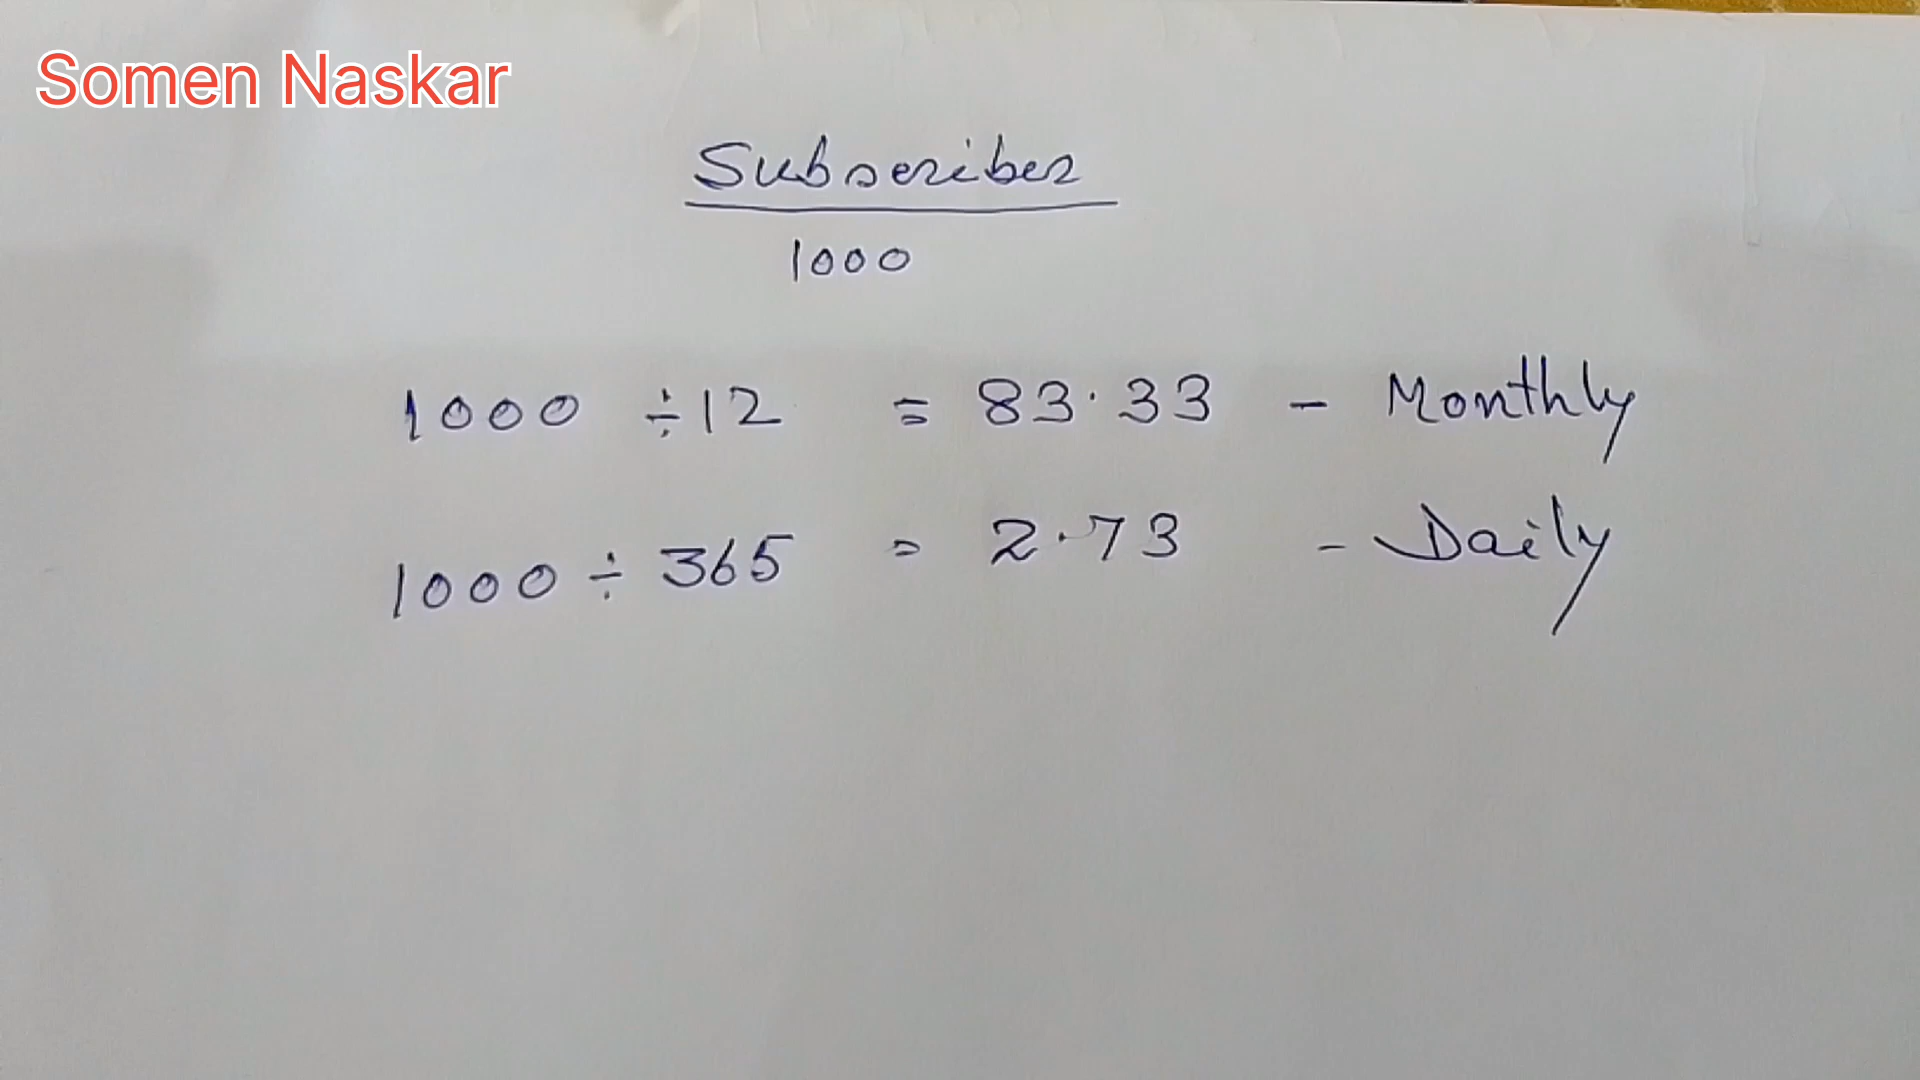 Somen Naskar
Subscriber
1000
1000 ÷ 12 = 83.33 - Monthly
1000 ÷ 365 = 2.73 - Daily